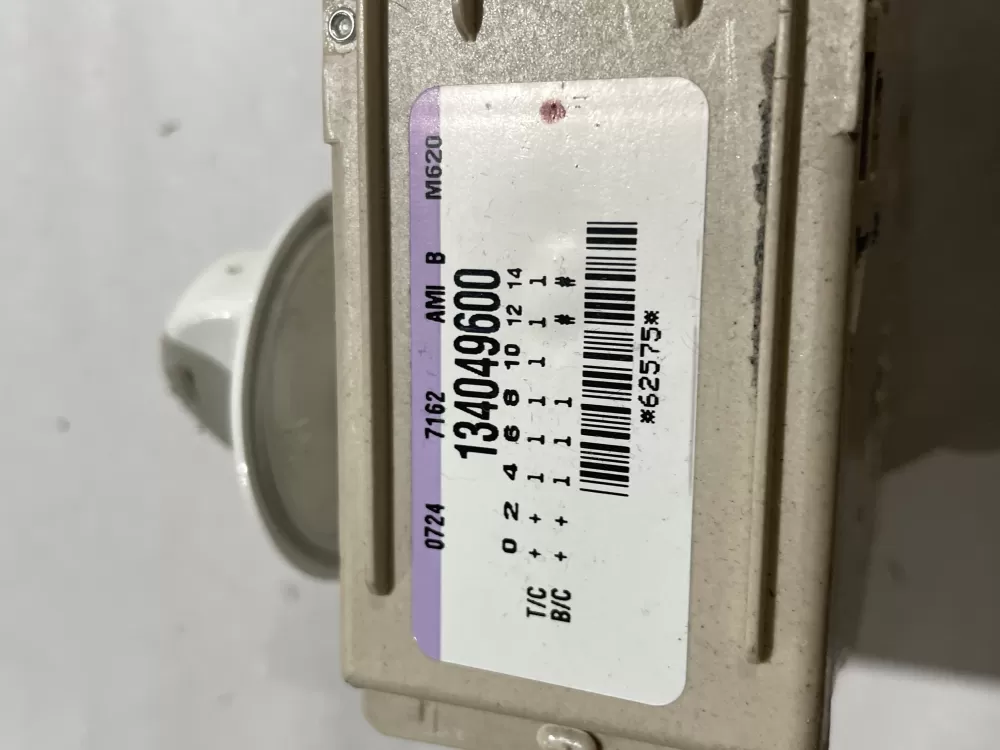 0724 7162 AMI B M620
134049600
0 2 4 6 8 10 12 14
T/C + + 1 1 1 1 1 1
B/C + + 1 1 1 # #
*62575*